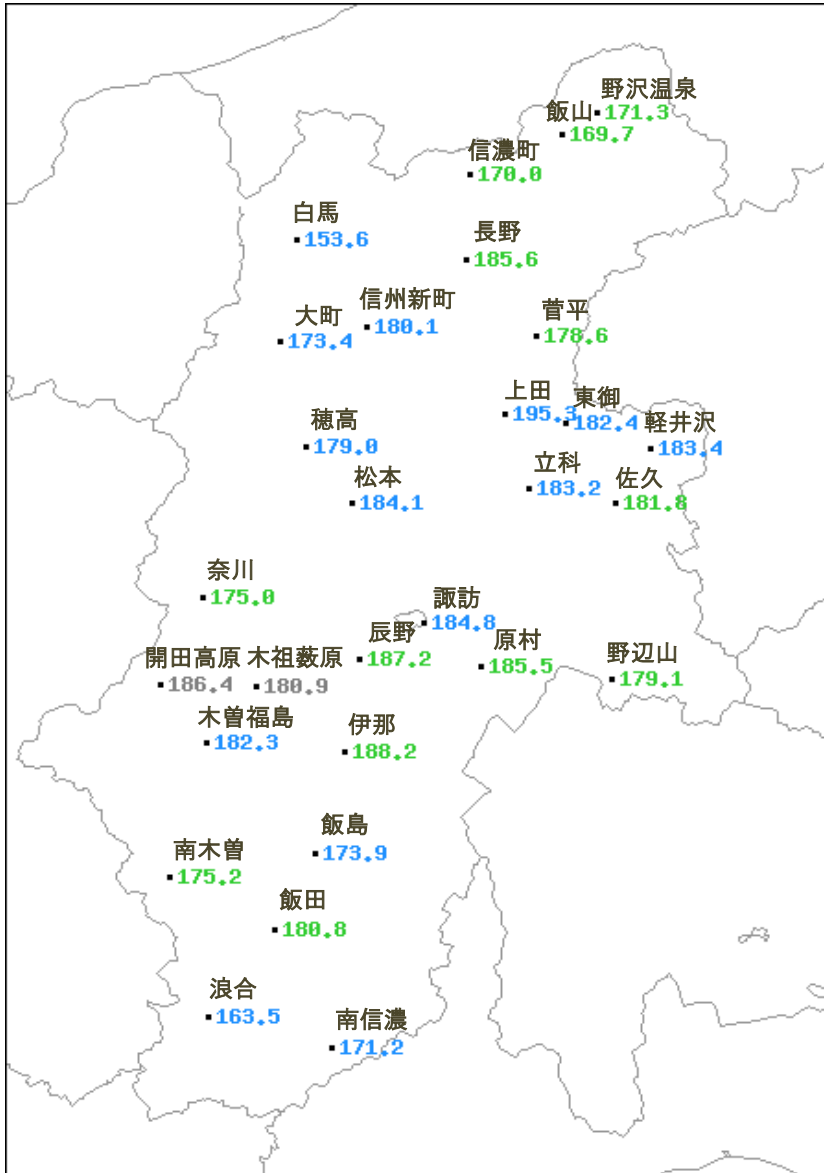 野沢温泉
171.3
飯山
169.7
信濃町
170.0
白馬
153.6
長野
185.6
信州新町
180.1
大町
173.4
菅平
178.6
上田
195.3
東御
182.4
穂高
179.0
軽井沢
183.4
立科
183.2
松本
184.1
佐久
181.8
奈川
175.0
諏訪
184.8
辰野
187.2
原村
185.5
開田高原
186.4
木祖薮原
180.9
野辺山
179.1
木曽福島
182.3
伊那
188.2
飯島
173.9
南木曽
175.2
飯田
180.8
浪合
163.5
南信濃
171.2